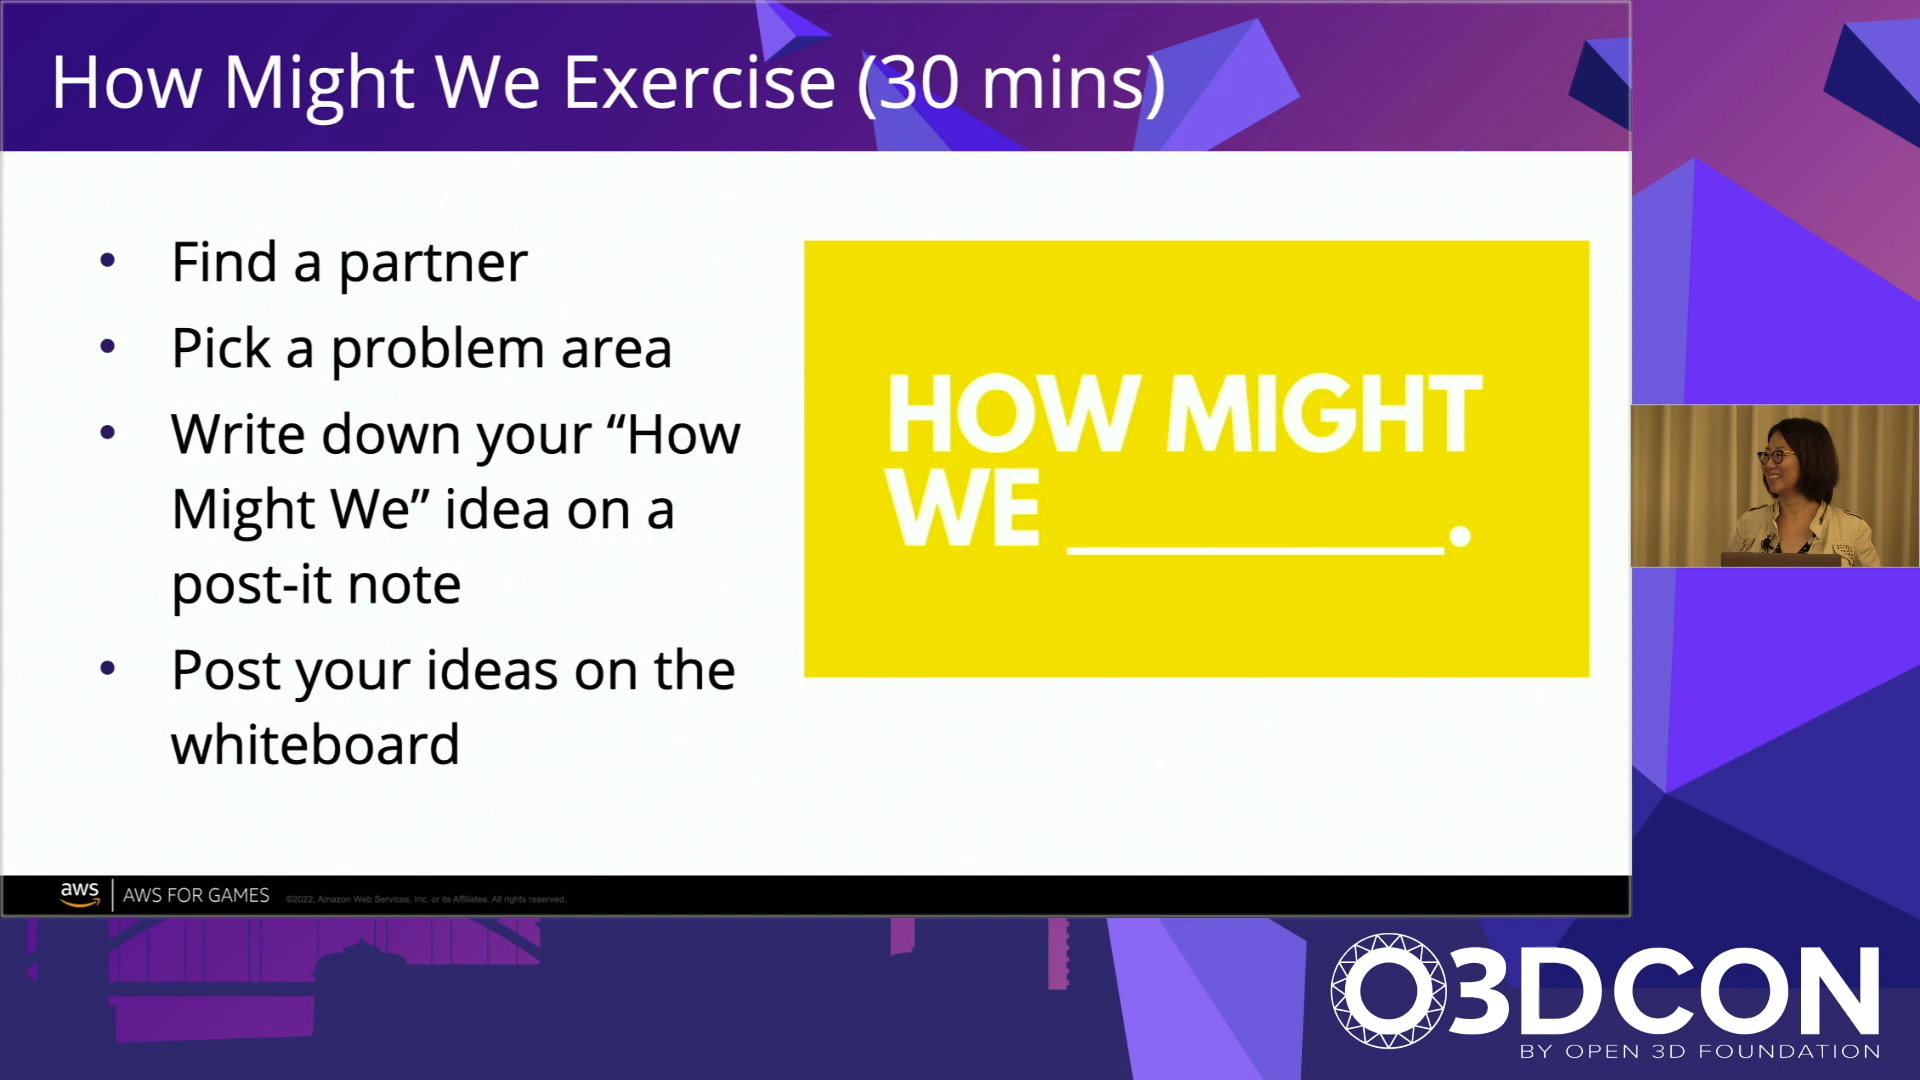 How Might We Exercise (30 mins)
• Find a partner
• Pick a problem area
• Write down your “How
Might We” idea on a
post-it note
• Post your ideas on the
whiteboard
HOW MIGHT
WE ________.
aws | AWS FOR GAMES ©2022, Amazon Web Services, Inc. or its Affiliates. All rights reserved.
O3DCON
BY OPEN 3D FOUNDATION